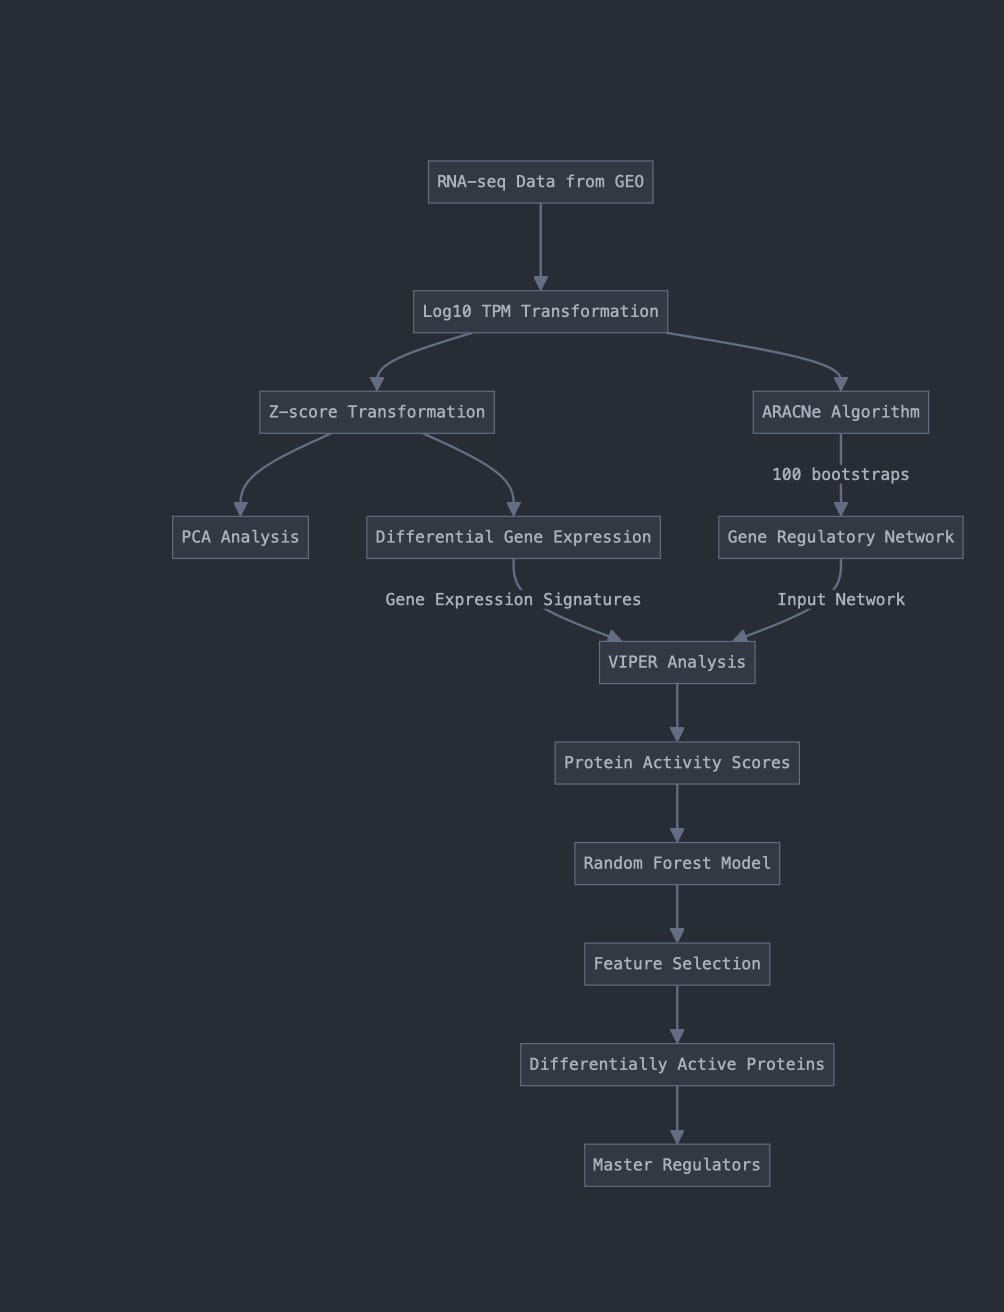 RNA-seq Data from GEO
Log10 TPM Transformation
Z-score Transformation
ARACNe Algorithm
100 bootstraps
PCA Analysis
Differential Gene Expression
Gene Regulatory Network
Gene Expression Signatures
Input Network
VIPER Analysis
Protein Activity Scores
Random Forest Model
Feature Selection
Differentially Active Proteins
Master Regulators